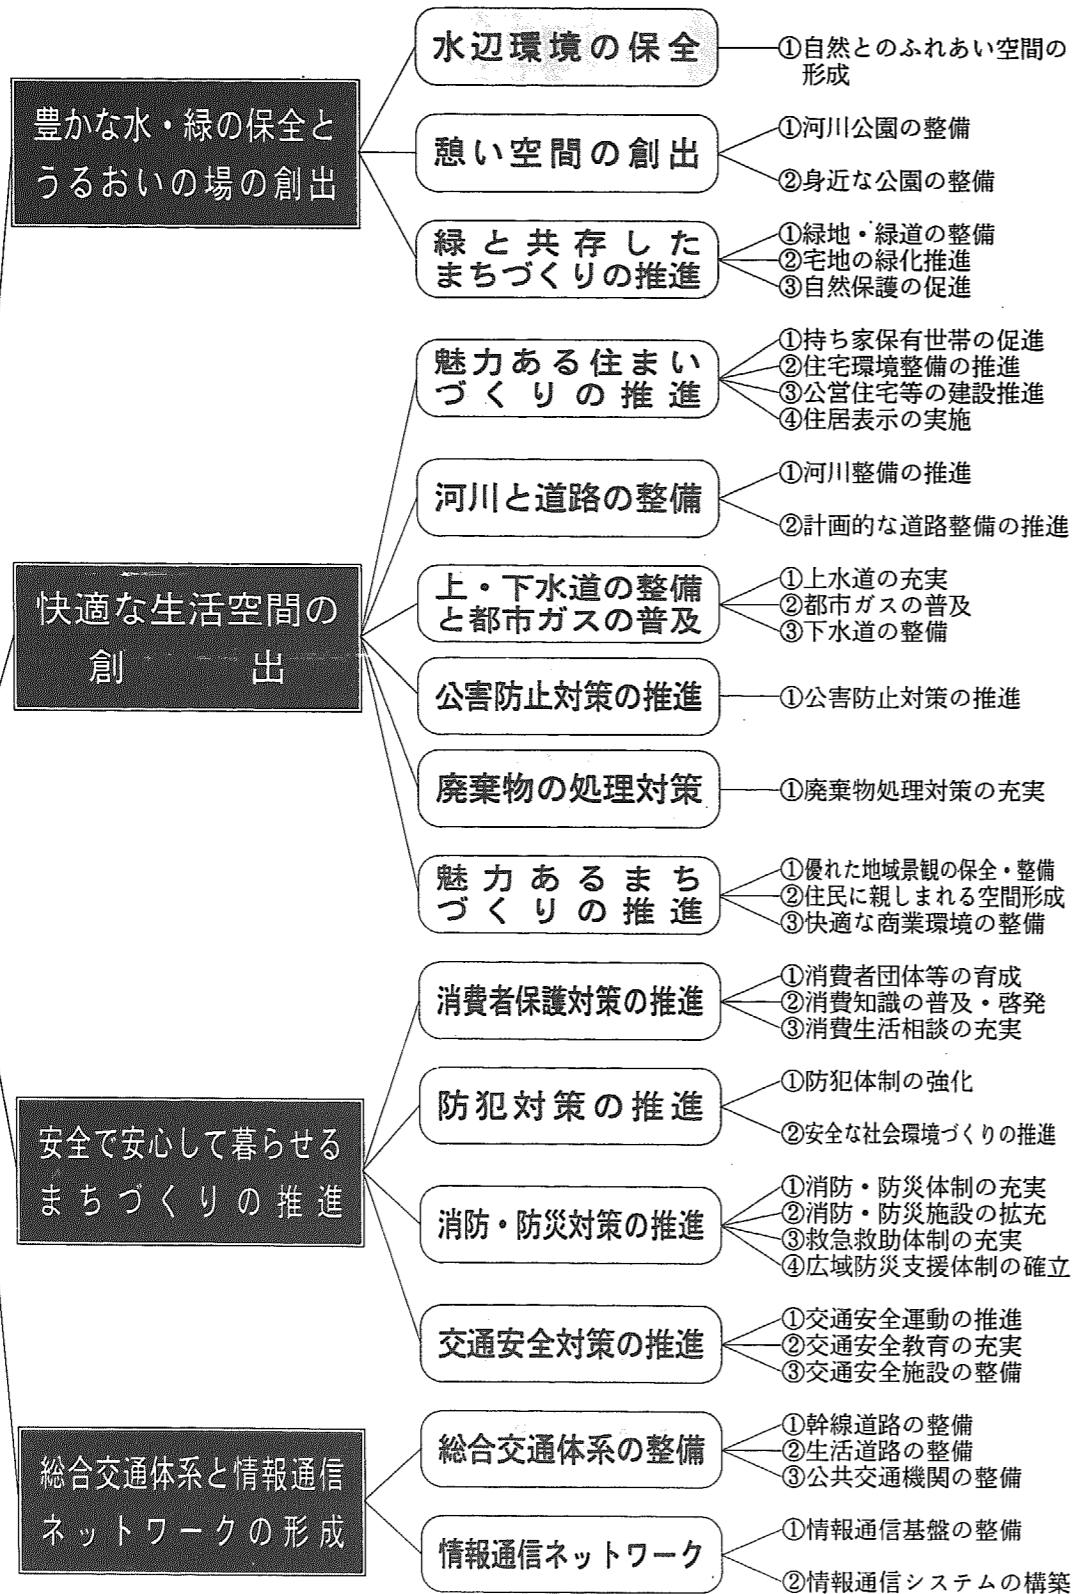 豊かな水・緑の保全と
うるおいの場の創出
水辺環境の保全
①自然とのふれあい空間の
形成
憩い空間の創出
①河川公園の整備
②身近な公園の整備
緑と共存した
まちづくりの推進
①緑地・緑道の整備
②宅地の緑化推進
③自然保護の促進
快適な生活空間の
創出
魅力ある住まい
づくりの推進
①持ち家保有世帯の促進
②住宅環境整備の推進
③公営住宅等の建設推進
④住居表示の実施
河川と道路の整備
①河川整備の推進
②計画的な道路整備の推進
上・下水道の整備
と都市ガスの普及
①上水道の充実
②都市ガスの普及
③下水道の整備
公害防止対策の推進
①公害防止対策の推進
廃棄物の処理対策
①廃棄物処理対策の充実
魅力あるまち
づくりの推進
①優れた地域景観の保全・整備
②住民に親しまれる空間形成
③快適な商業環境の整備
安全で安心して暮らせる
まちづくりの推進
消費者保護対策の推進
①消費者団体等の育成
②消費知識の普及・啓発
③消費生活相談の充実
防犯対策の推進
①防犯体制の強化
②安全な社会環境づくりの推進
消防・防災対策の推進
①消防・防災体制の充実
②消防・防災施設の拡充
③救急救助体制の充実
④広域防災支援体制の確立
交通安全対策の推進
①交通安全運動の推進
②交通安全教育の充実
③交通安全施設の整備
総合交通体系と情報通信
ネットワークの形成
総合交通体系の整備
①幹線道路の整備
②生活道路の整備
③公共交通機関の整備
情報通信ネットワーク
①情報通信基盤の整備
②情報通信システムの構築